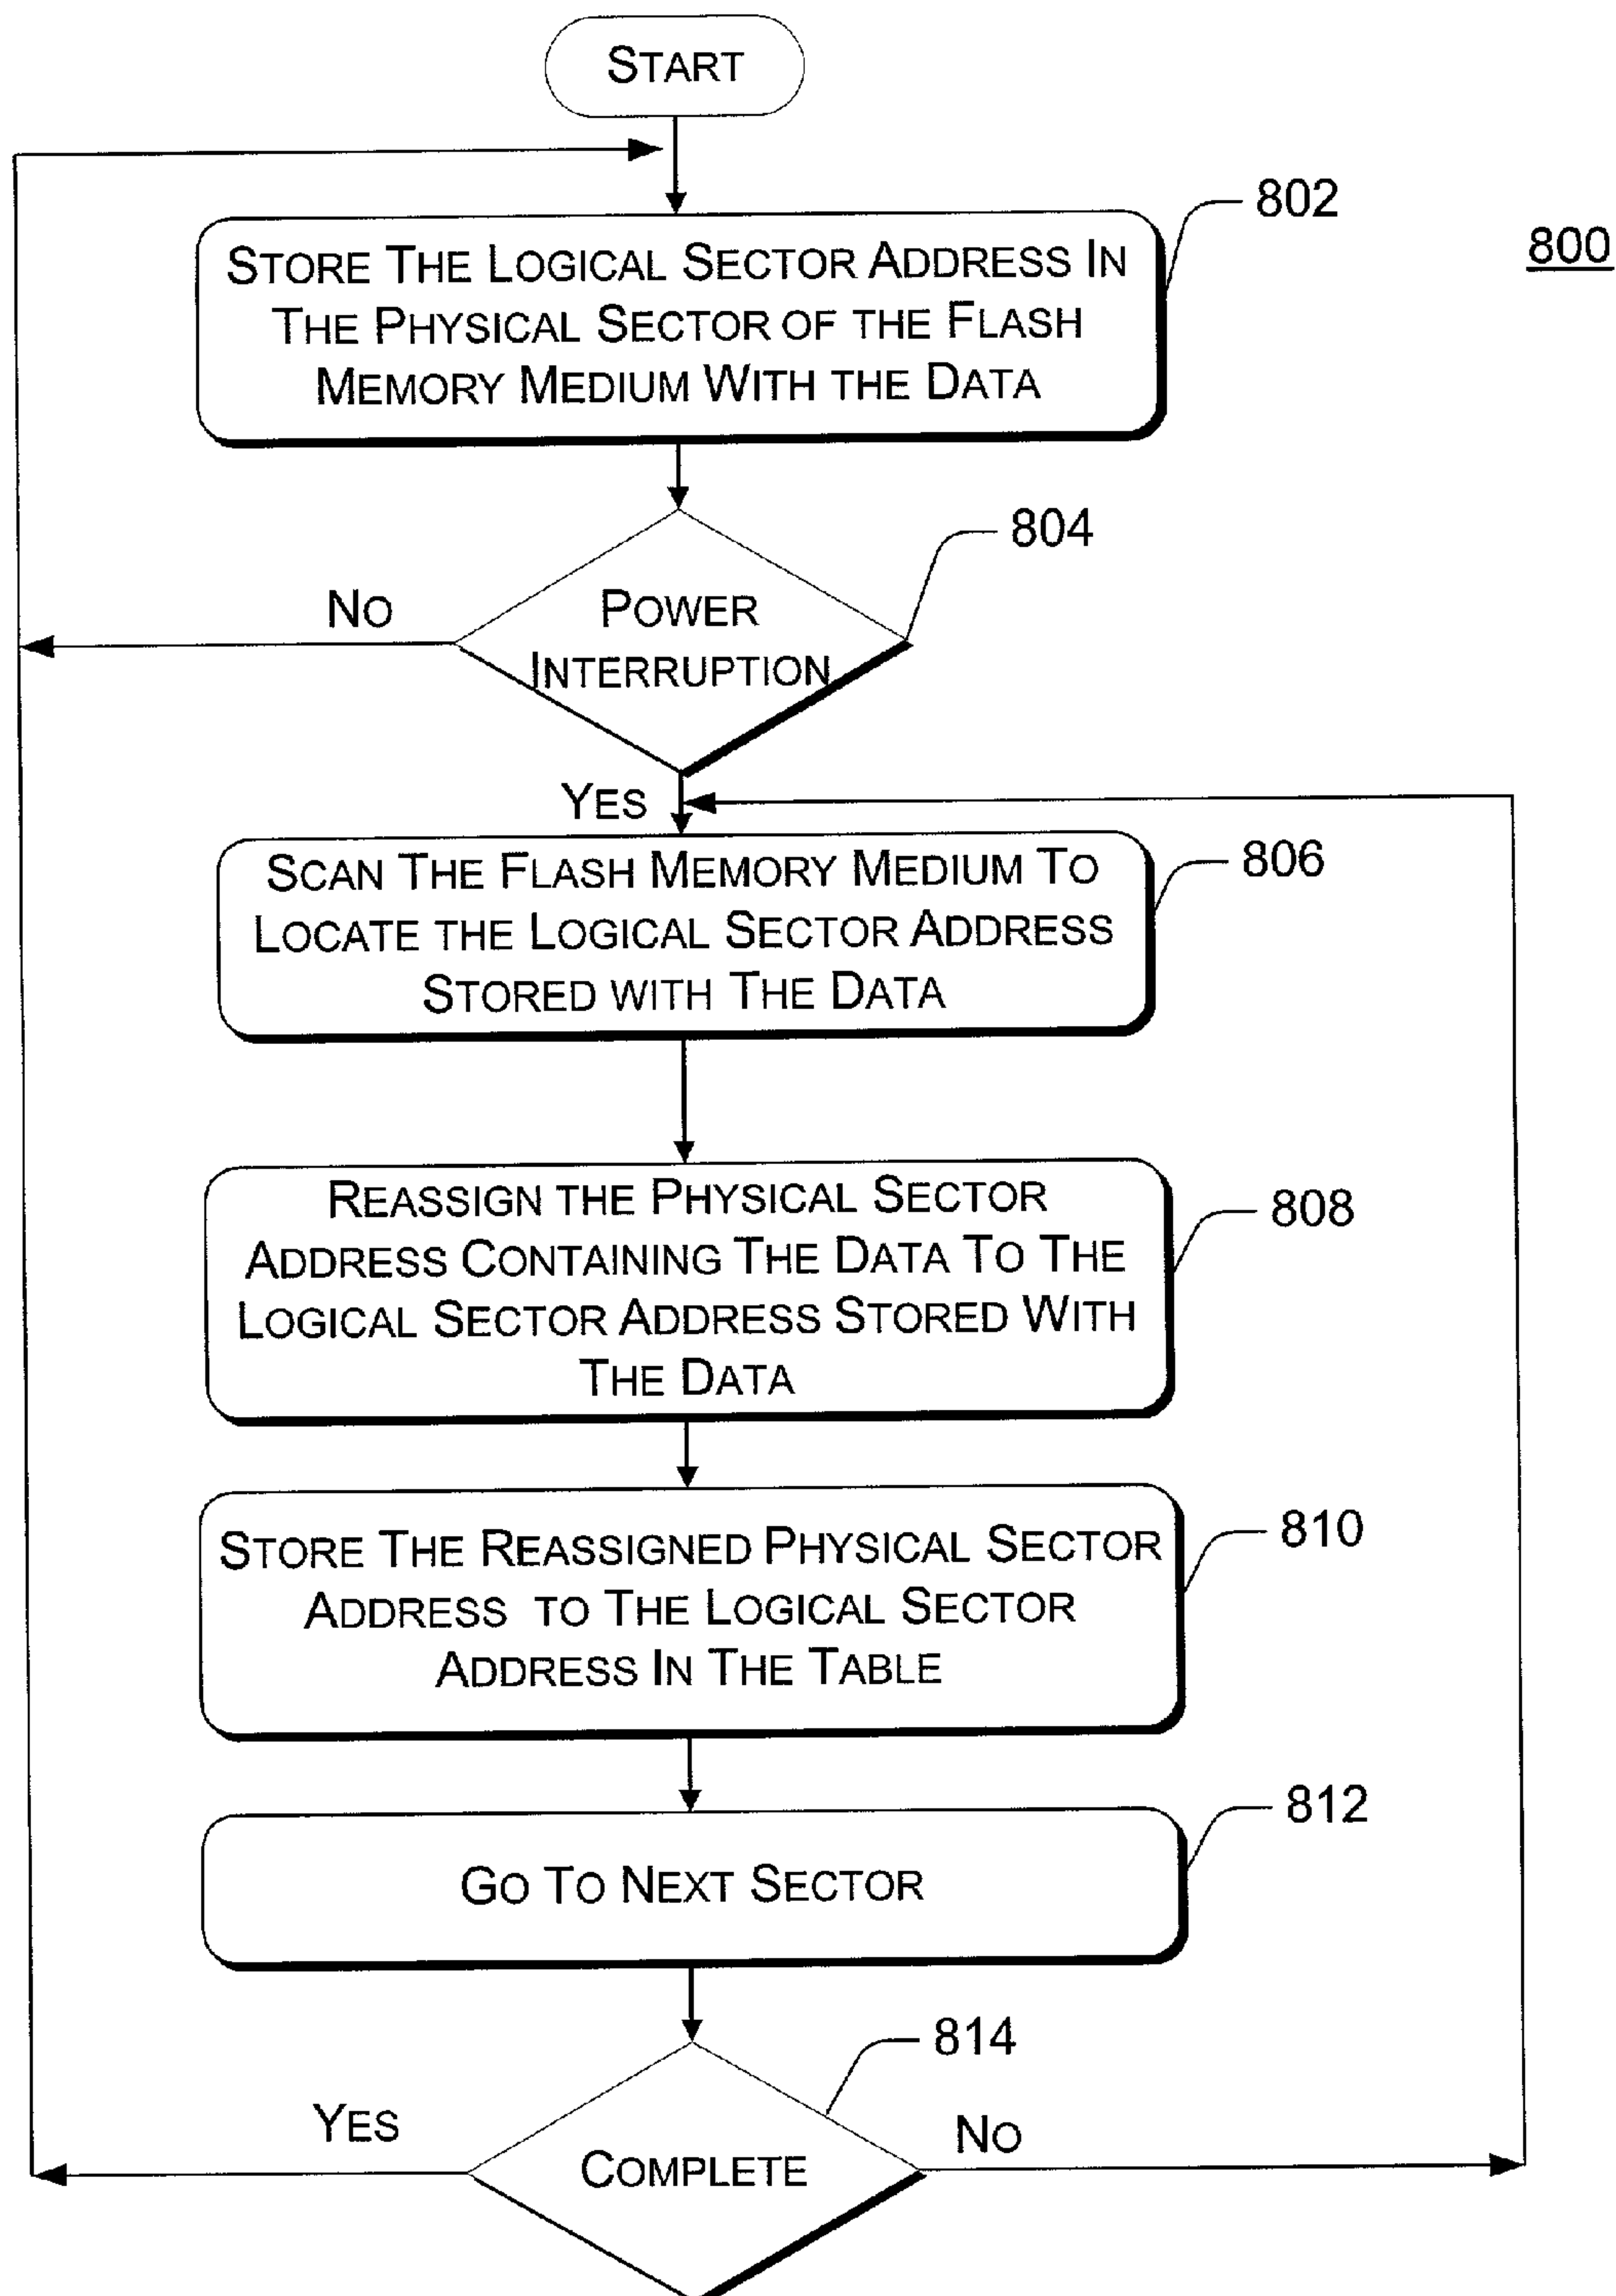 START
802
800
STORE THE LOGICAL SECTOR ADDRESS IN
THE PHYSICAL SECTOR OF THE FLASH
MEMORY MEDIUM WITH THE DATA
804
NO
POWER
INTERRUPTION
YES
806
SCAN THE FLASH MEMORY MEDIUM TO
LOCATE THE LOGICAL SECTOR ADDRESS
STORED WITH THE DATA
808
REASSIGN THE PHYSICAL SECTOR
ADDRESS CONTAINING THE DATA TO THE
LOGICAL SECTOR ADDRESS STORED WITH
THE DATA
810
STORE THE REASSIGNED PHYSICAL SECTOR
ADDRESS TO THE LOGICAL SECTOR
ADDRESS IN THE TABLE
812
GO TO NEXT SECTOR
814
YES
NO
COMPLETE